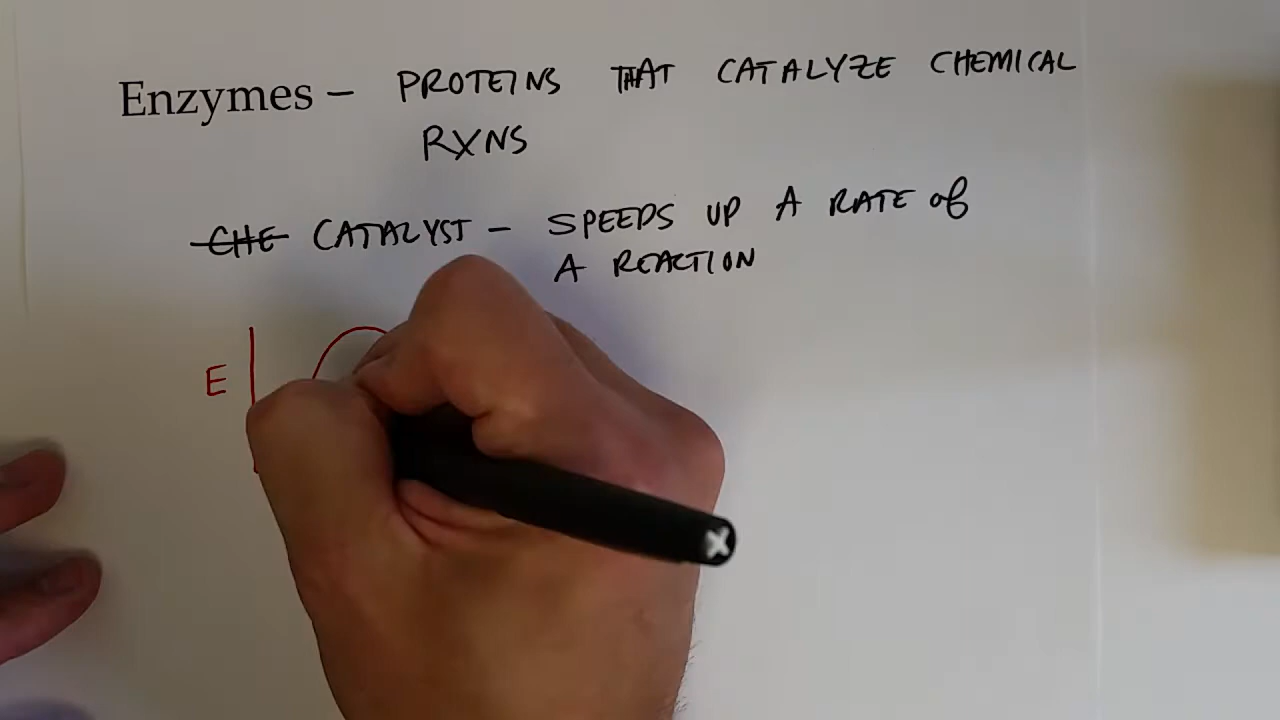 Enzymes – PROTEINS THAT CATALYZE CHEMICAL
RXNS
CHE CATALYST – SPEEDS UP A RATE of
A REACTION
E